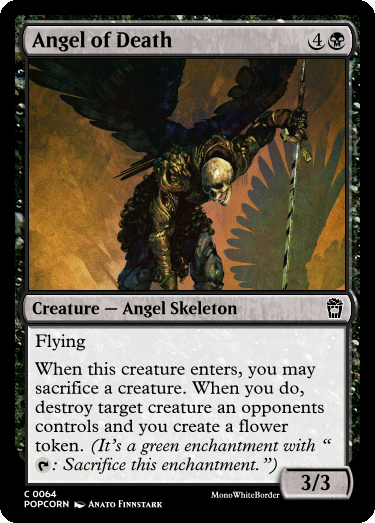 Angel of Death 4
Creature — Angel Skeleton
Flying
When this creature enters, you may
sacrifice a creature. When you do,
destroy target creature an opponents
controls and you create a flower
token. (It's a green enchantment with “
: Sacrifice this enchantment.”)
3/3
C 0064
POPCORN Anato Finnstark
MonoWhiteBorder